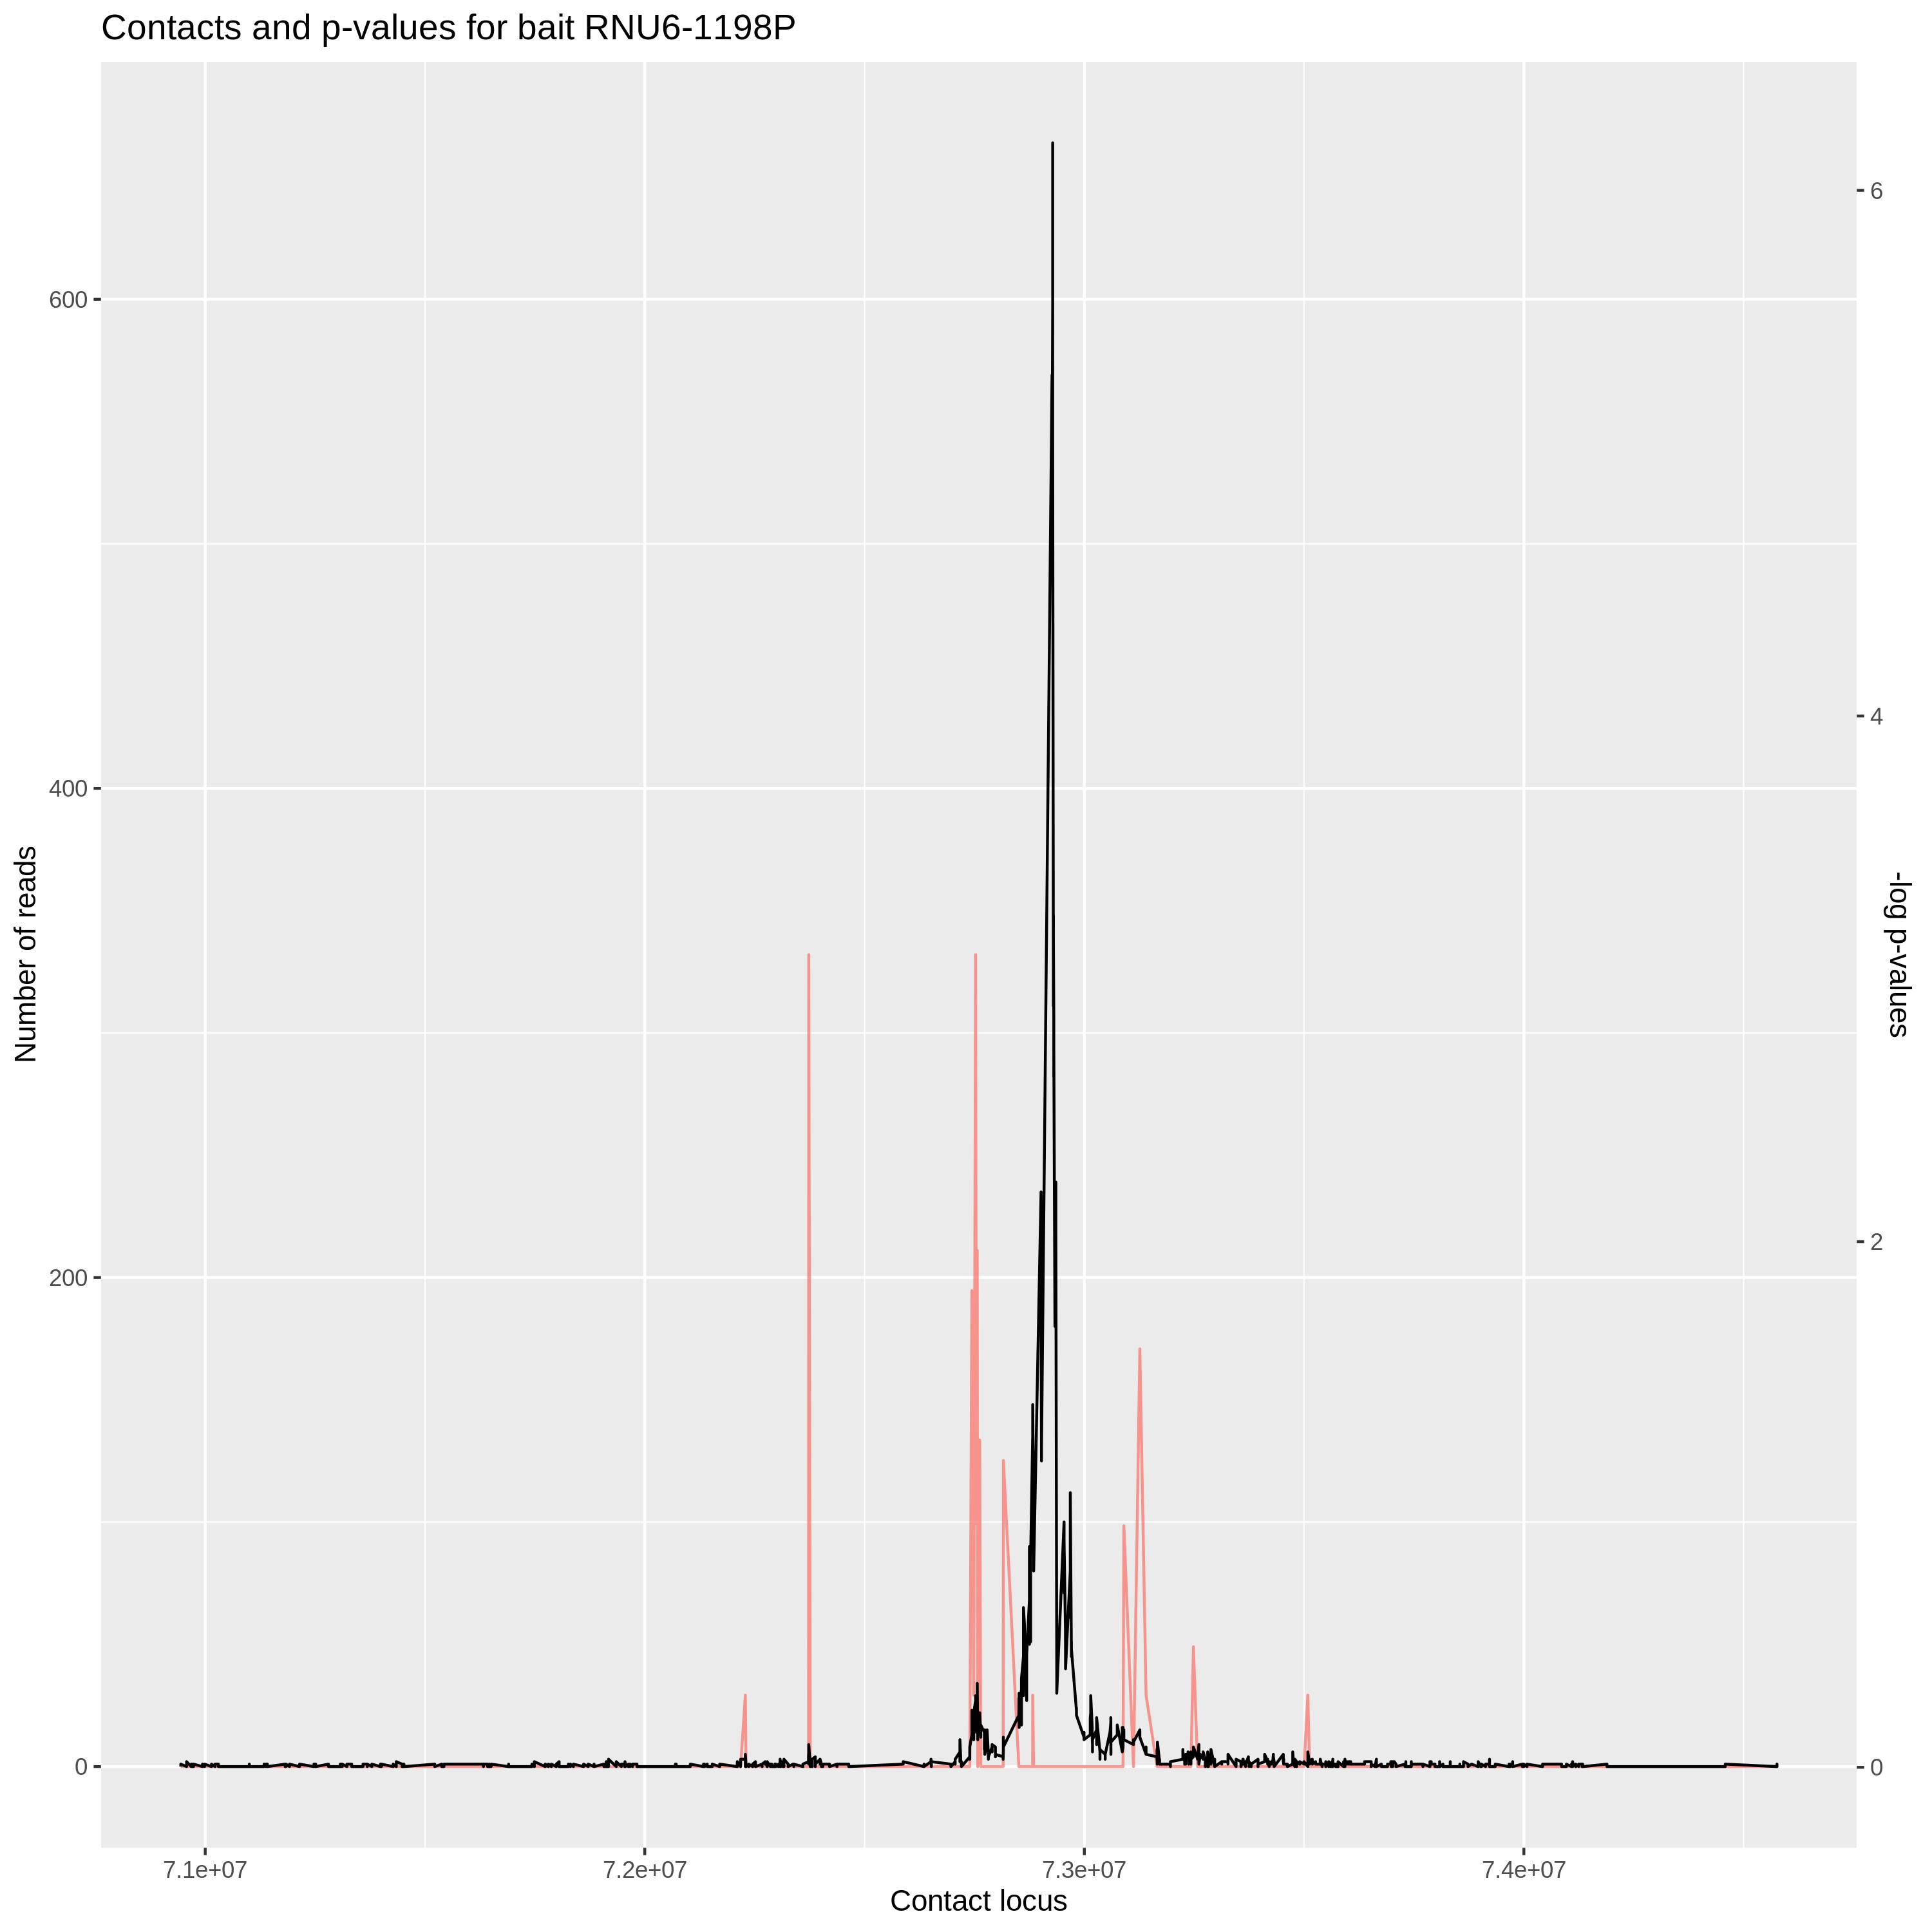 Contacts and p-values for bait RNU6-1198P
600
400
200
0
Number of reads
6
4
2
0
-log p-values
7.1e+07
7.2e+07
7.3e+07
7.4e+07
Contact locus